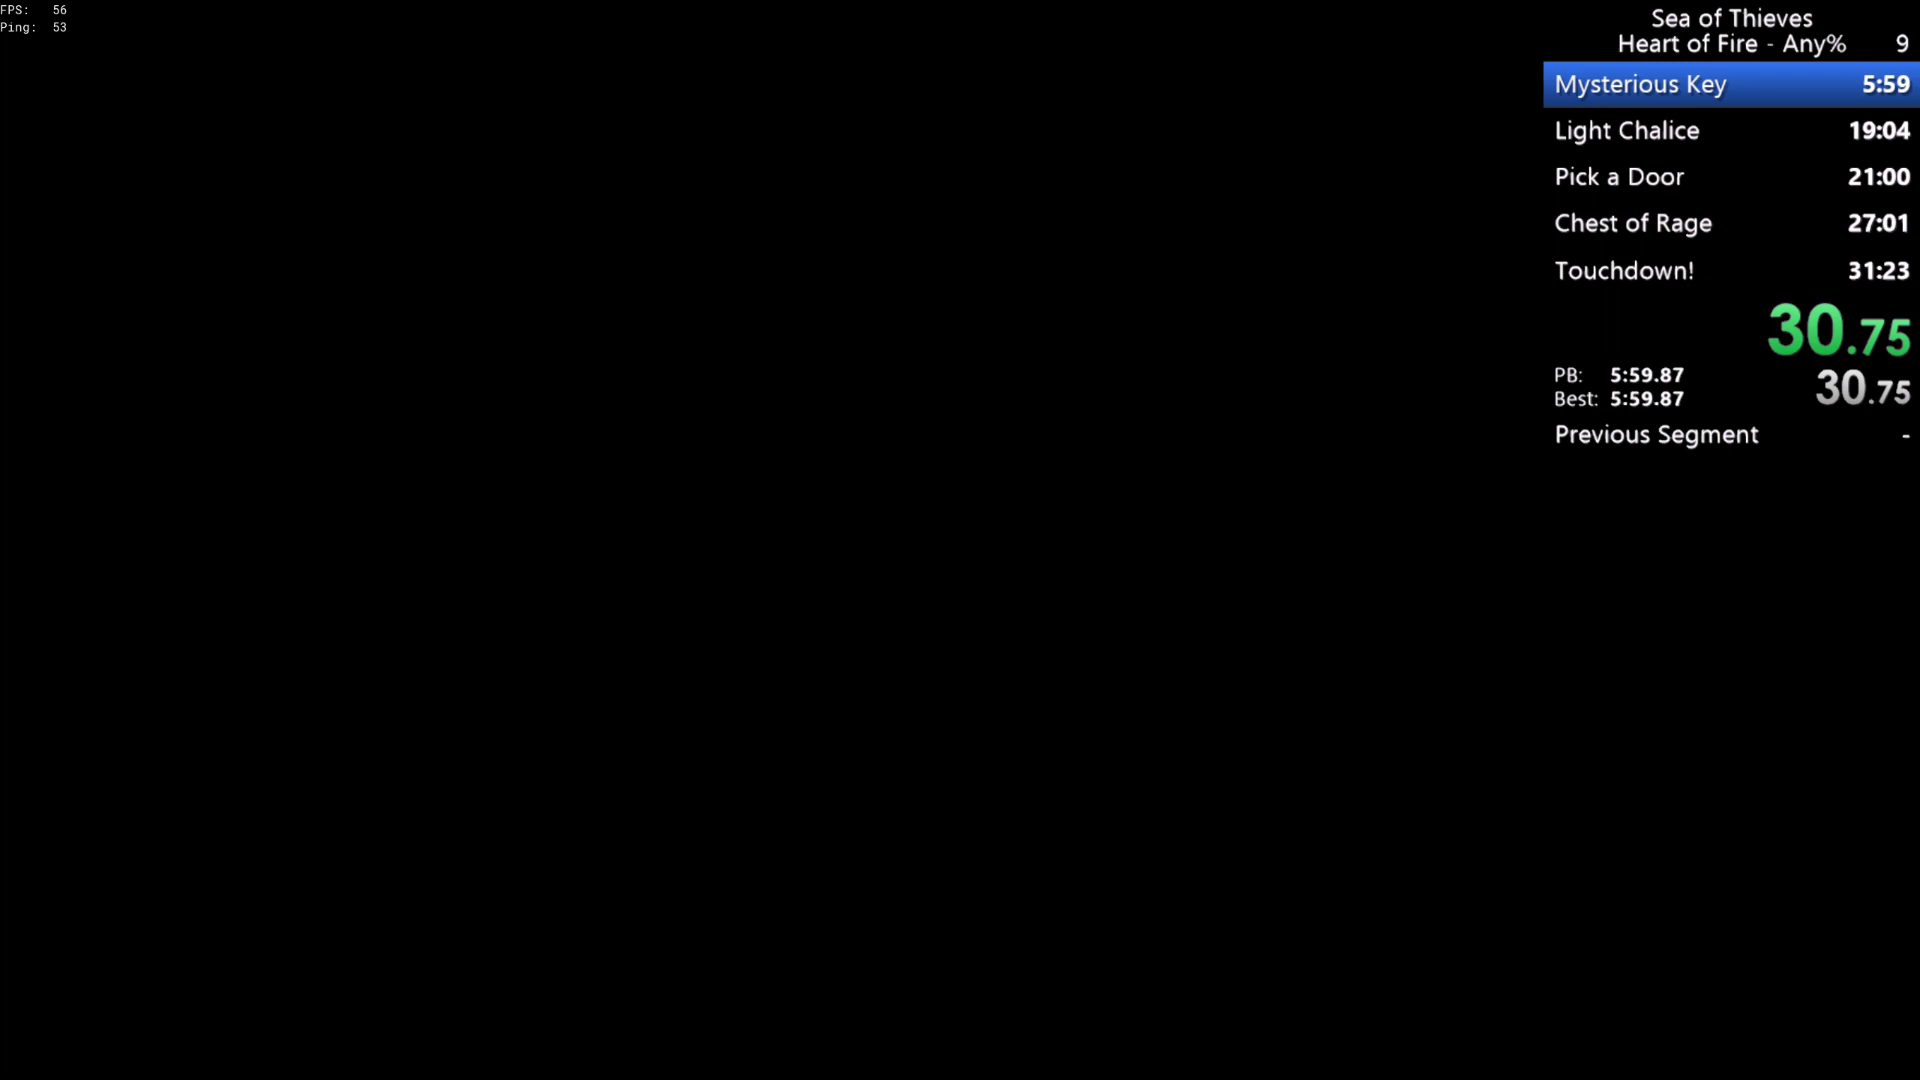 FPS: 56
Ping: 53
Sea of Thieves
Heart of Fire - Any% 9
Mysterious Key 5:59
Light Chalice 19:04
Pick a Door 21:00
Chest of Rage 27:01
Touchdown! 31:23
30.75
PB: 5:59.87
Best: 5:59.87
30.75
Previous Segment -